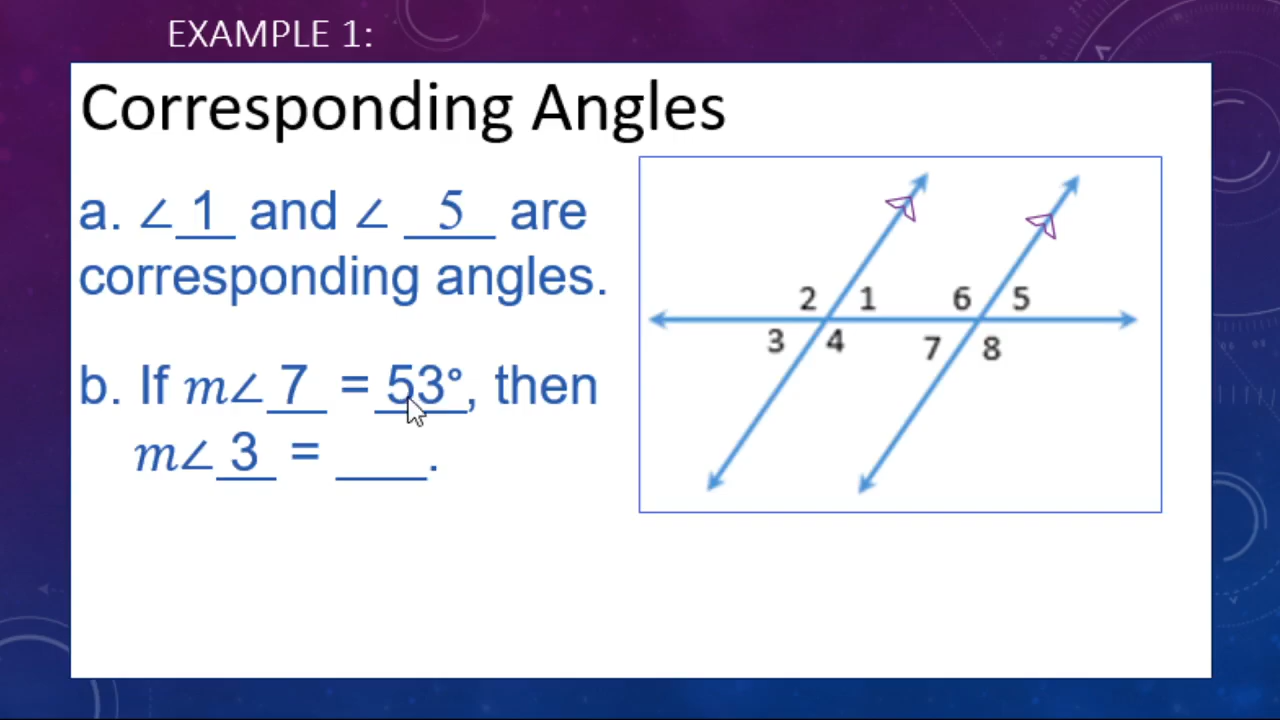 EXAMPLE 1:
Corresponding Angles
a. ∠1 and ∠ 5 are
corresponding angles.
b. If m∠7 = 53°, then
m∠3 = ____.
2 1 6 5
3 4 7 8